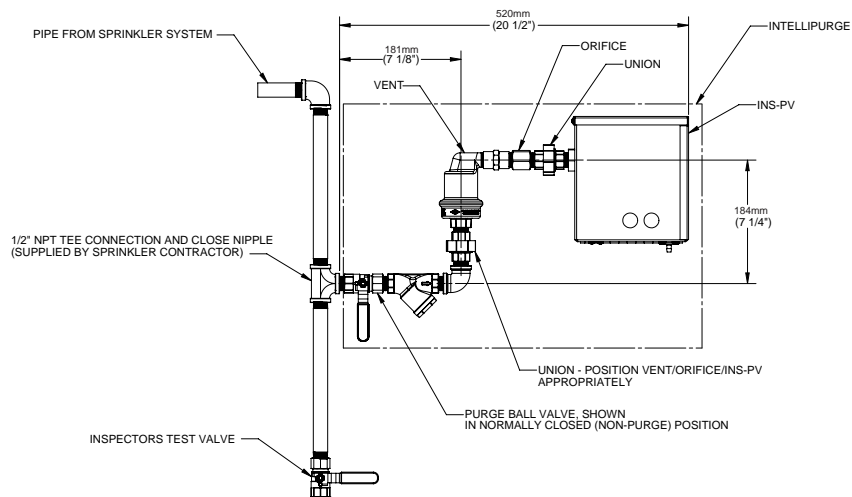 520mm
(20 1/2")
INTELLIPURGE
PIPE FROM SPRINKLER SYSTEM
181mm
(7 1/8")
ORIFICE
UNION
VENT
INS-PV
184mm
(7 1/4")
1/2" NPT TEE CONNECTION AND CLOSE NIPPLE
(SUPPLIED BY SPRINKLER CONTRACTOR)
UNION - POSITION VENT/ORIFICE/INS-PV
APPROPRIATELY
PURGE BALL VALVE, SHOWN
IN NORMALLY CLOSED (NON-PURGE) POSITION
INSPECTORS TEST VALVE